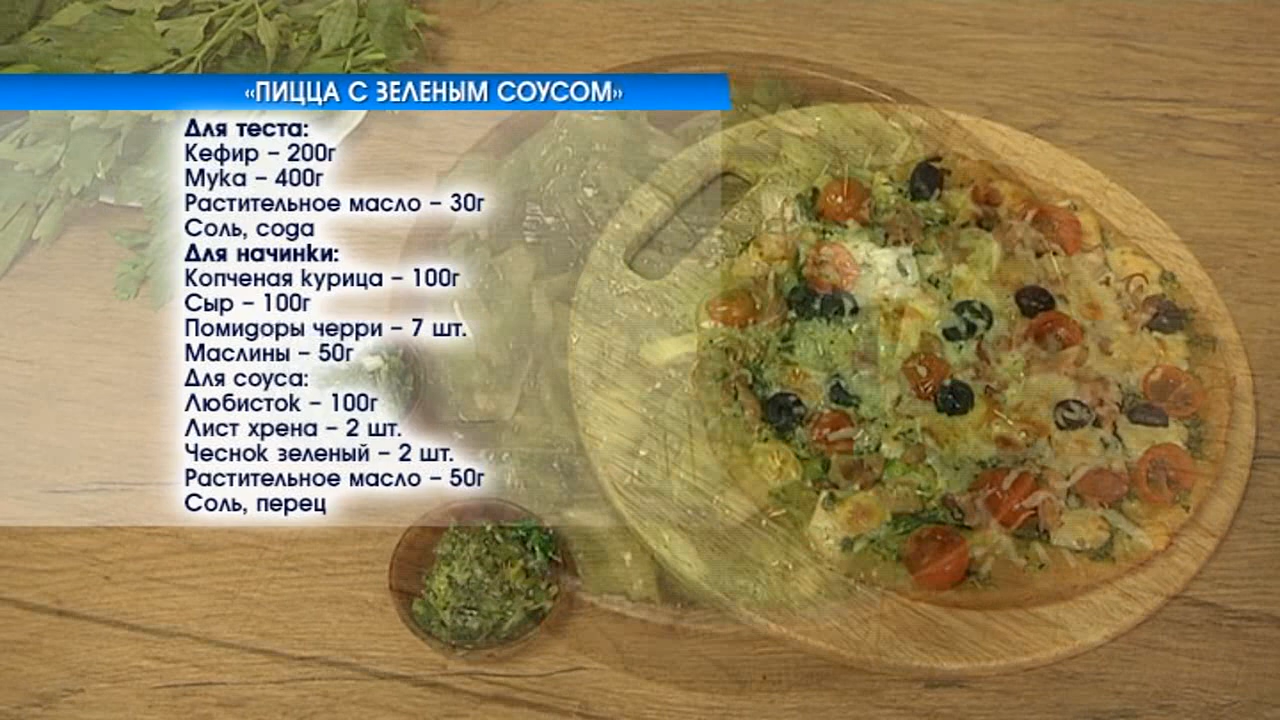 «ПИЦЦА С ЗЕЛЕНЫМ СОУСОМ»
Для теста:
Кефир – 200г
Мука – 400г
Растительное масло – 30г
Соль, сода
Для начинки:
Копченая курица – 100г
Сыр – 100г
Помидоры черри – 7 шт.
Маслины – 50г
Для соуса:
Любисток – 100г
Лист хрена – 2 шт.
Чеснок зеленый – 2 шт.
Растительное масло – 50г
Соль, перец